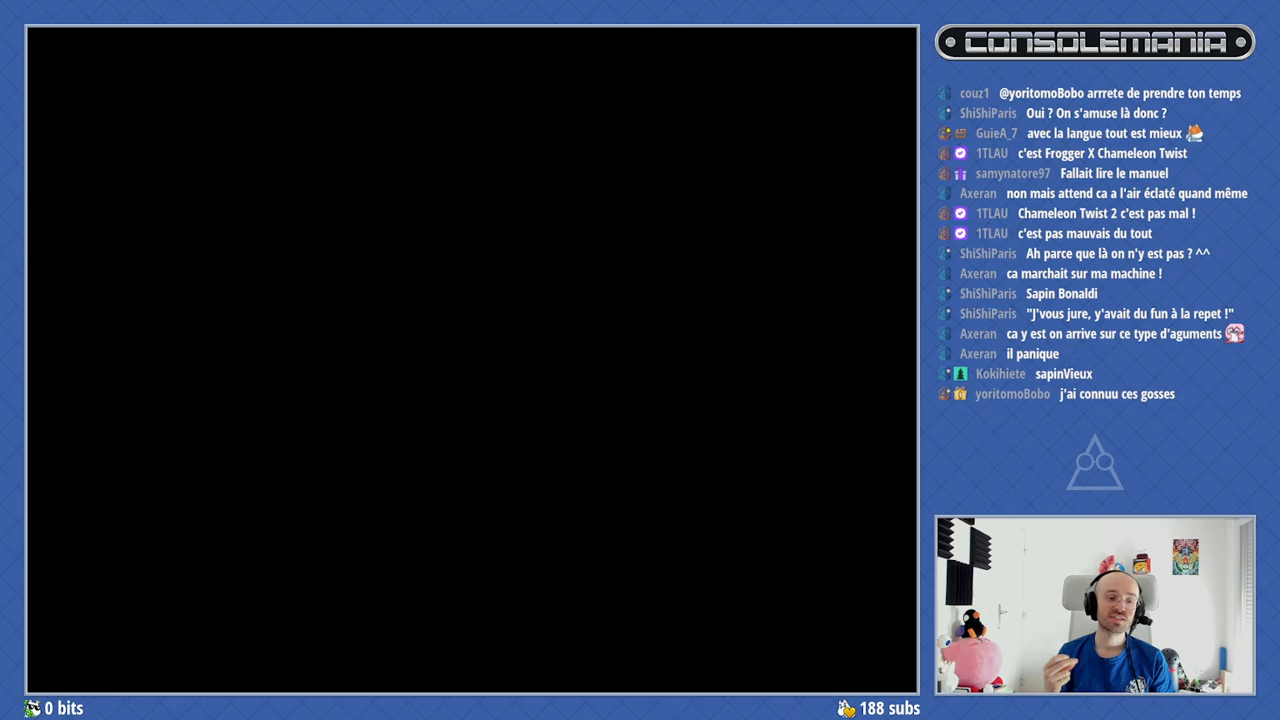 CONSOLEMANIA
couz1 @yoritomoBobo arrrete de prendre ton temps
ShiShiParis Oui ? On s'amuse là donc ?
GuieA_7 avec la langue tout est mieux
1TLAU c'est Frogger X Chameleon Twist
samynatore97 Fallait lire le manuel
Axeran non mais attend ca a l'air éclaté quand même
1TLAU Chameleon Twist 2 c'est pas mal !
1TLAU c'est pas mauvais du tout
ShiShiParis Ah parce que là on n'y est pas ? ^^
Axeran ca marchait sur ma machine !
ShiShiParis Sapin Bonaldi
ShiShiParis "J'vous jure, y'avait du fun à la repet !"
Axeran ca y est on arrive sur ce type d'aguments
Axeran il panique
Kokihiete sapinVieux
yoritomoBobo j'ai connuu ces gosses
0 bits
188 subs